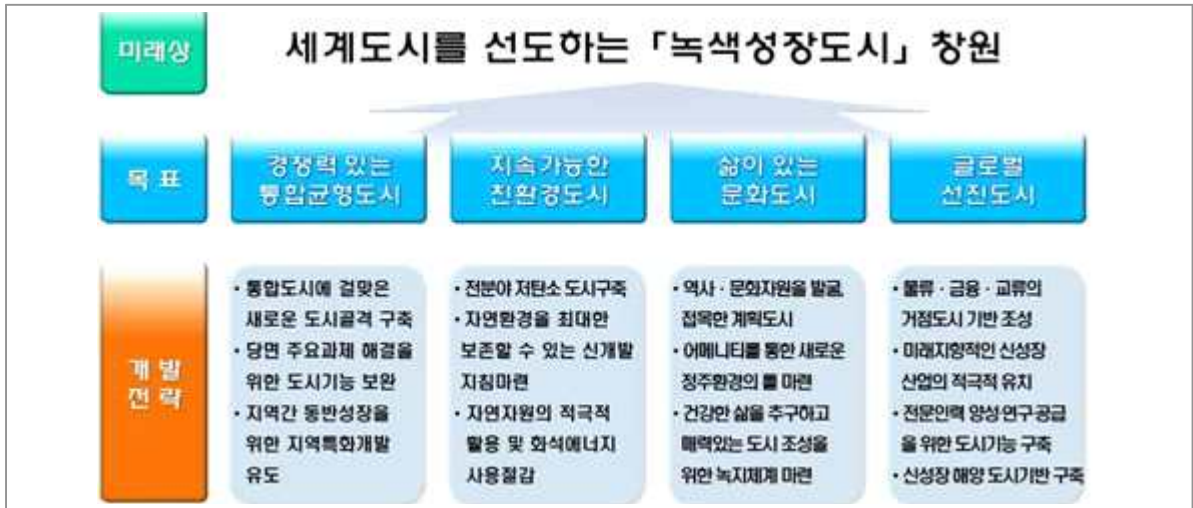 미래상
세계도시를 선도하는 「녹색성장도시」 창원
목 표
경쟁력 있는
통합균형도시
지속가능한
친환경도시
삶이 있는
문화도시
글로벌
선진도시
개 발
전 략
• 통합도시에 걸맞은
새로운 도시골격 구축
• 당면 주요과제 해결을
위한 도시기능 보완
• 지역간 동반성장을
위한 지역특화개발
유도
• 전분야 저탄소 도시구축
• 자연환경을 최대한
보존할 수 있는 신개발
지침마련
• 자연자원의 적극적
활용 및 화석에너지
사용절감
• 역사 · 문화자원을 발굴,
접목한 계획도시
• 어메니티를 통한 새로운
정주환경의 틀 마련
• 건강한 삶을 추구하고
매력있는 도시 조성을
위한 녹지체계 마련
• 물류 · 금융 · 교류의
거점도시 기반 조성
• 미래지향적인 신성장
산업의 적극적 유치
• 전문인력 양성·연구·공급
을 위한 도시기능 구축
• 신성장 해양 도시기반 구축